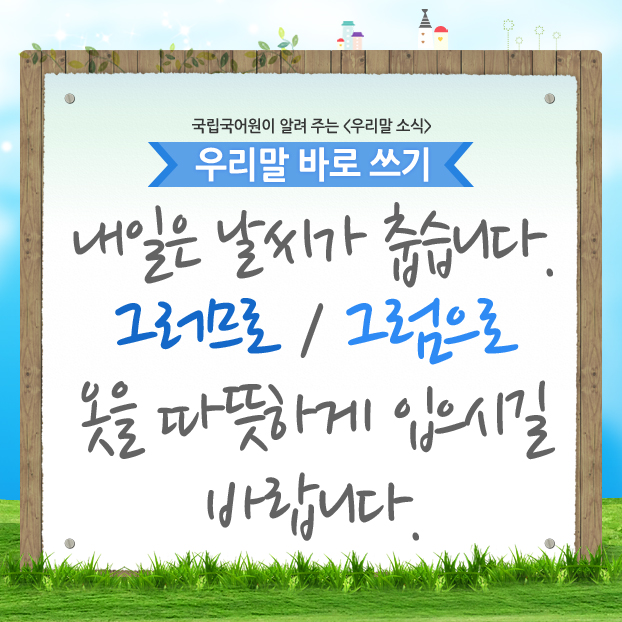 국립국어원이 알려 주는 <우리말 소식>
우리말 바로 쓰기
내일은 날씨가 춥습니다.
그러므로 / 그럼으로
옷을 따뜻하게 입으시길
바랍니다.